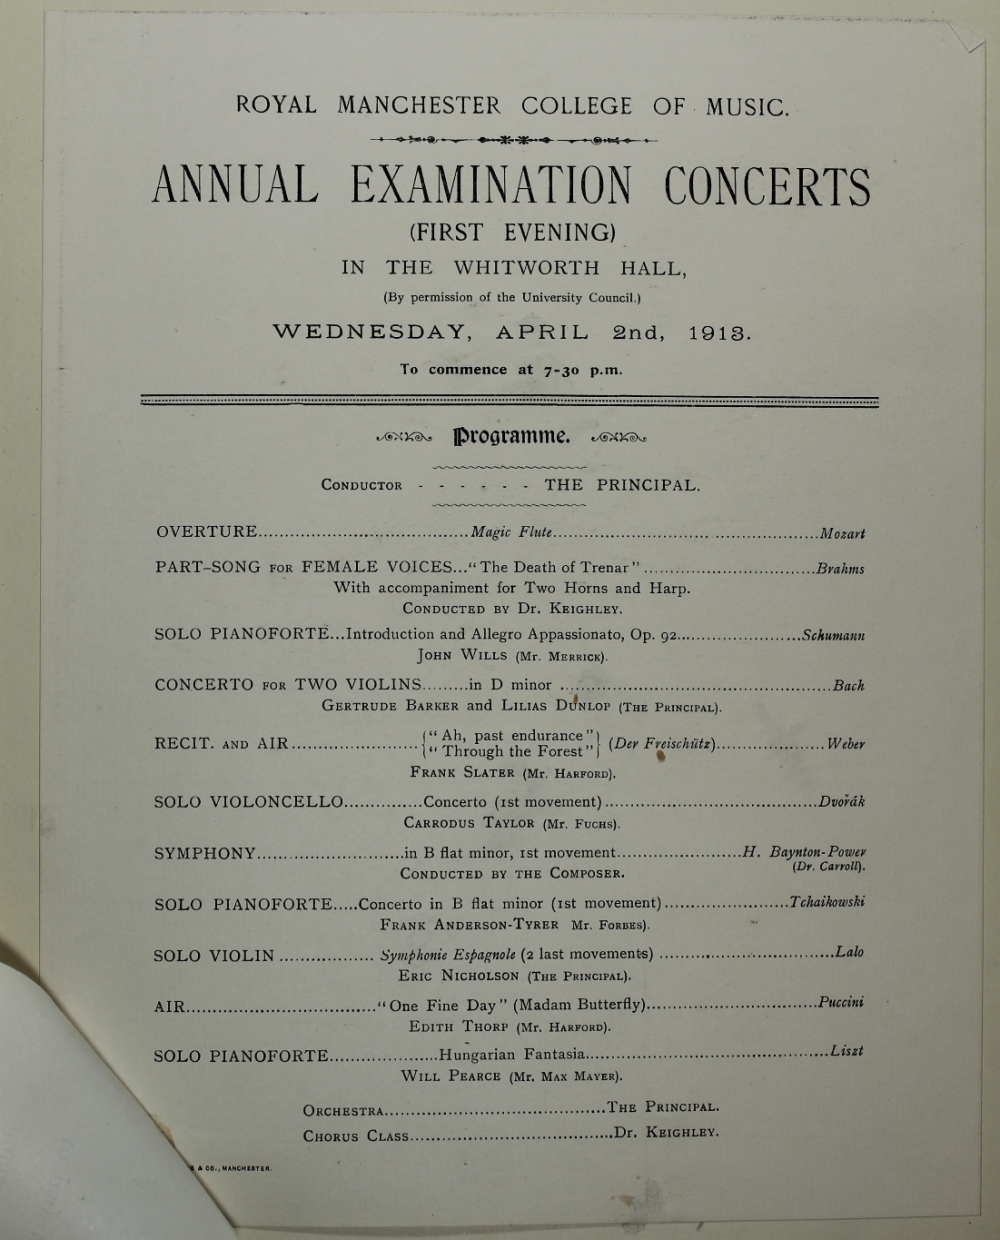 ROYAL MANCHESTER COLLEGE OF MUSIC.
ANNUAL EXAMINATION CONCERTS
(FIRST EVENING)
IN THE WHITWORTH HALL,
(By permission of the University Council.)
WEDNESDAY, APRIL 2nd, 1913.
To commence at 7-30 p.m.
Programme.
CONDUCTOR - - - - - - THE PRINCIPAL.
OVERTURE........................................Magic Flute...................................................Mozart
PART-SONG FOR FEMALE VOICES..."The Death of Trenar".................................Brahms
With accompaniment for Two Horns and Harp.
CONDUCTED BY DR. KEIGHLEY.
SOLO PIANOFORTE...Introduction and Allegro Appassionato, Op. 92........................Schumann
JOHN WILLS (MR. MERRICK).
CONCERTO FOR TWO VIOLINS.........in D minor ....................................................Bach
GERTRUDE BARKER and LILIAS DUNLOP (THE PRINCIPAL).
RECIT. AND AIR........................{"Ah, past endurance"
"Through the Forest"} (Der Freischütz).....................Weber
FRANK SLATER (MR. HARFORD).
SOLO VIOLONCELLO...............Concerto (1st movement).........................................Dvořák
CARRODUS TAYLOR (MR. FUCHS).
SYMPHONY............................in B flat minor, 1st movement........................H. Baynton-Power
(Dr. Carroll).
CONDUCTED BY THE COMPOSER.
SOLO PIANOFORTE.....Concerto in B flat minor (1st movement)........................Tchaikowski
FRANK ANDERSON-TYRER MR. FORBES).
SOLO VIOLIN .................. Symphonie Espagnole (2 last movements) .................................Lalo
ERIC NICHOLSON (THE PRINCIPAL).
AIR...................................."One Fine Day" (Madam Butterfly).................................Puccini
EDITH THORP (MR. HARFORD).
SOLO PIANOFORTE.....................Hungarian Fantasia..............................................Liszt
WILL PEARCE (MR. MAX MAYER).
ORCHESTRA..........................................THE PRINCIPAL.
CHORUS CLASS.......................................DR. KEIGHLEY.
& CO., MANCHESTER.